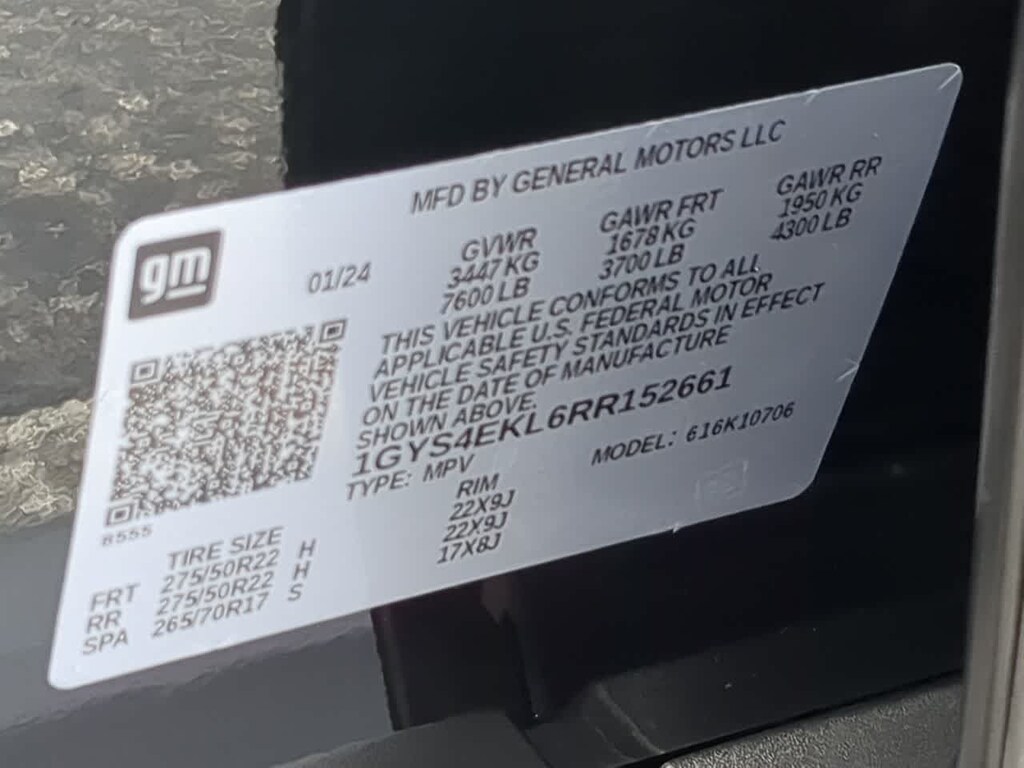 MFD BY GENERAL MOTORS LLC
gm
01/24
GVWR GAWR FRT GAWR RR
3447 KG 1678 KG 1950 KG
7600 LB 3700 LB 4300 LB
THIS VEHICLE CONFORMS TO ALL
APPLICABLE U.S. FEDERAL MOTOR
VEHICLE SAFETY STANDARDS IN EFFECT
ON THE DATE OF MANUFACTURE
SHOWN ABOVE.
1GYS4EKL6RR152661
TYPE: MPV MODEL: 616K10706
8555
TIRE SIZE RIM
FRT 275/50R22 H 22X9J
RR 275/50R22 H 22X9J
SPA 265/70R17 S 17X8J